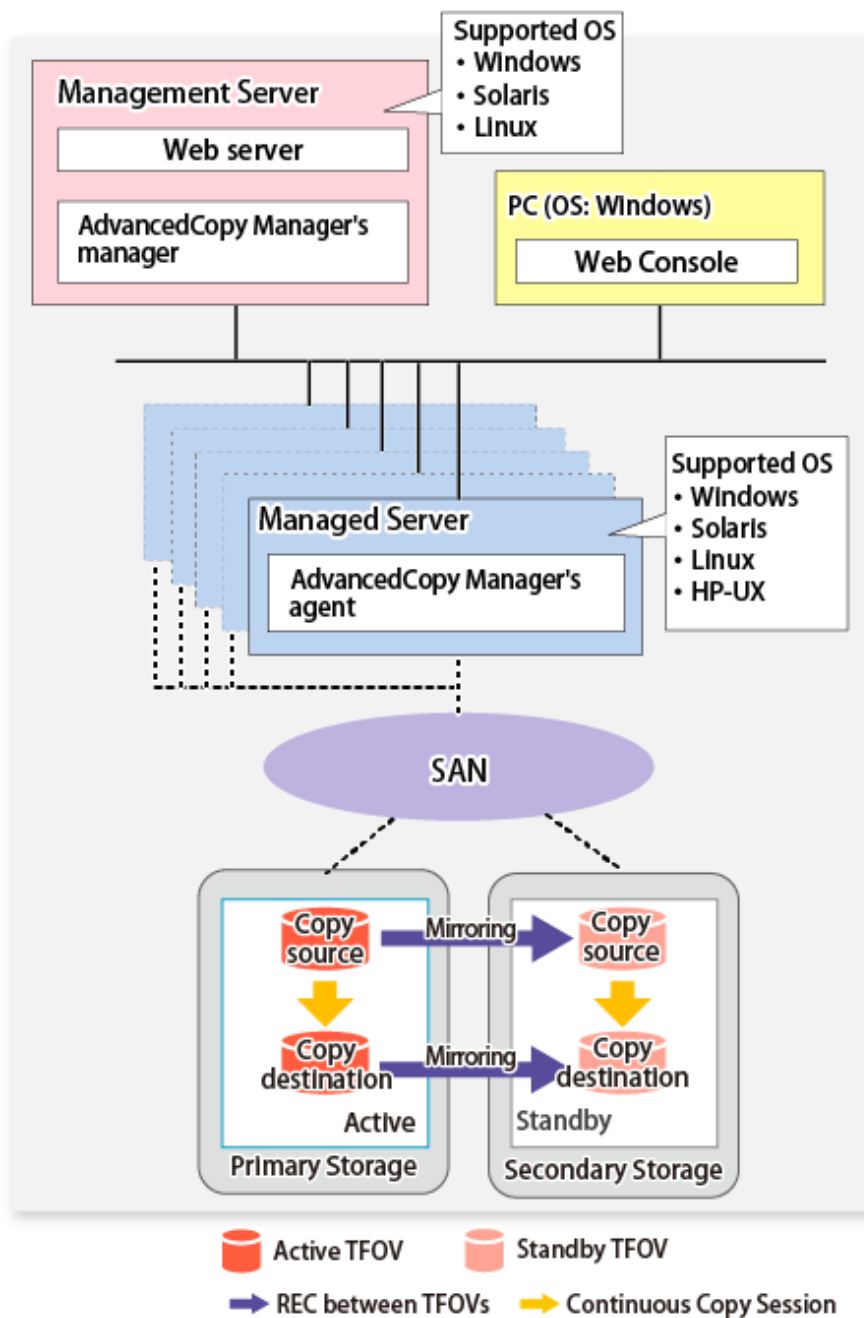 Supported OS
• Windows
• Solaris
• Linux
Management Server
Web server
AdvancedCopy Manager's
manager
PC (OS: Windows)
Web Console
Supported OS
• Windows
• Solaris
• Linux
• HP-UX
Managed Server
AdvancedCopy Manager's
agent
SAN
Copy
source
Mirroring
Copy
source
Copy
destination
Mirroring
Copy
destination
Active
Standby
Primary Storage
Secondary Storage
Active TFOV
Standby TFOV
REC between TFOVs
Continuous Copy Session